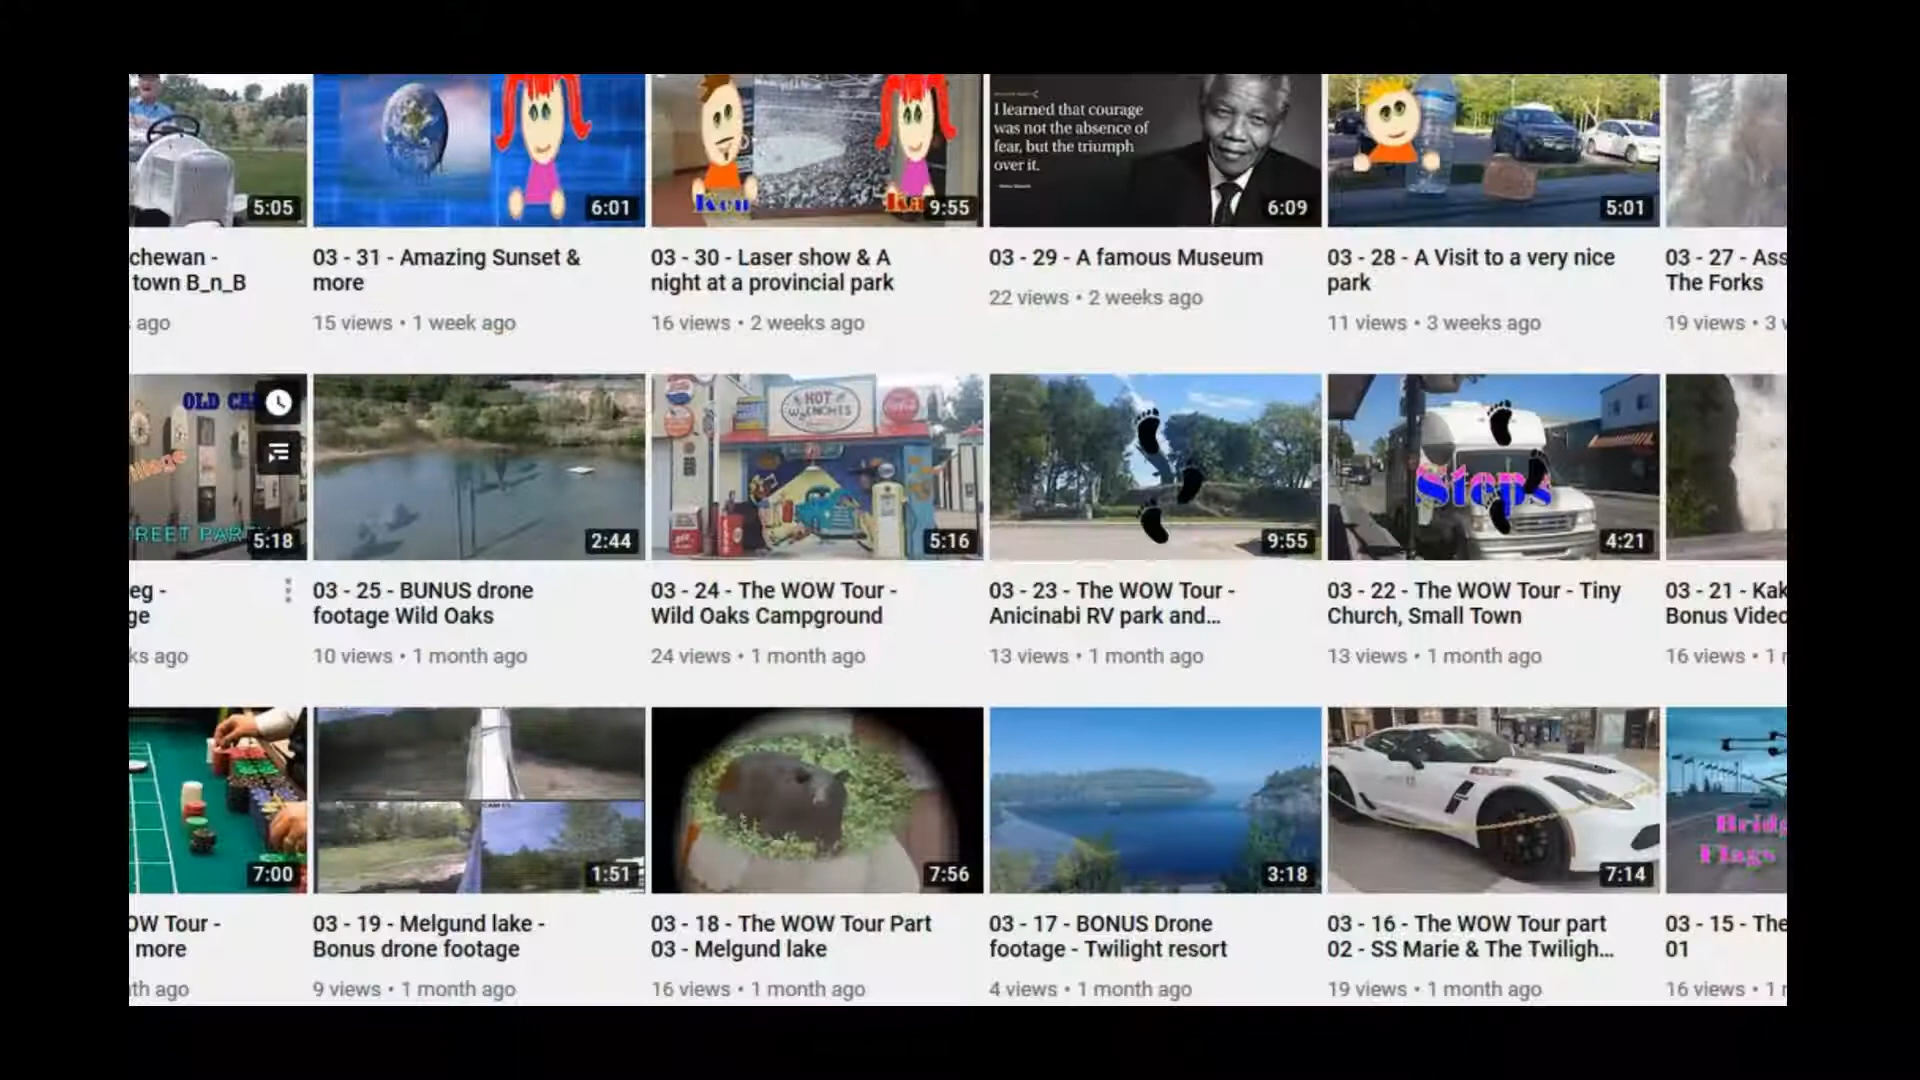 I learned that courage
was not the absence of
fear, but the triumph
over it.
Ken
Ka
5:05
6:01
9:55
6:09
5:01
chewan -
town B_n_B
ago
03 - 31 - Amazing Sunset &
more
15 views • 1 week ago
03 - 30 - Laser show & A
night at a provincial park
16 views • 2 weeks ago
03 - 29 - A famous Museum
22 views • 2 weeks ago
03 - 28 - A Visit to a very nice
park
11 views • 3 weeks ago
03 - 27 - Ass
The Forks
19 views • 3 w
OLD CA
illage
REET PAR
HOT
WRENCHES
Steps
5:18
2:44
5:16
9:55
4:21
eg -
ge
ks ago
03 - 25 - BUNUS drone
footage Wild Oaks
10 views • 1 month ago
03 - 24 - The WOW Tour -
Wild Oaks Campground
24 views • 1 month ago
03 - 23 - The WOW Tour -
Anicinabi RV park and...
13 views • 1 month ago
03 - 22 - The WOW Tour - Tiny
Church, Small Town
13 views • 1 month ago
03 - 21 - Kak
Bonus Video
16 views • 1 m
Bridg
Flags
7:00
1:51
7:56
3:18
7:14
OW Tour -
more
th ago
03 - 19 - Melgund lake -
Bonus drone footage
9 views • 1 month ago
03 - 18 - The WOW Tour Part
03 - Melgund lake
16 views • 1 month ago
03 - 17 - BONUS Drone
footage - Twilight resort
4 views • 1 month ago
03 - 16 - The WOW Tour part
02 - SS Marie & The Twiligh...
19 views • 1 month ago
03 - 15 - The
01
16 views • 1 m